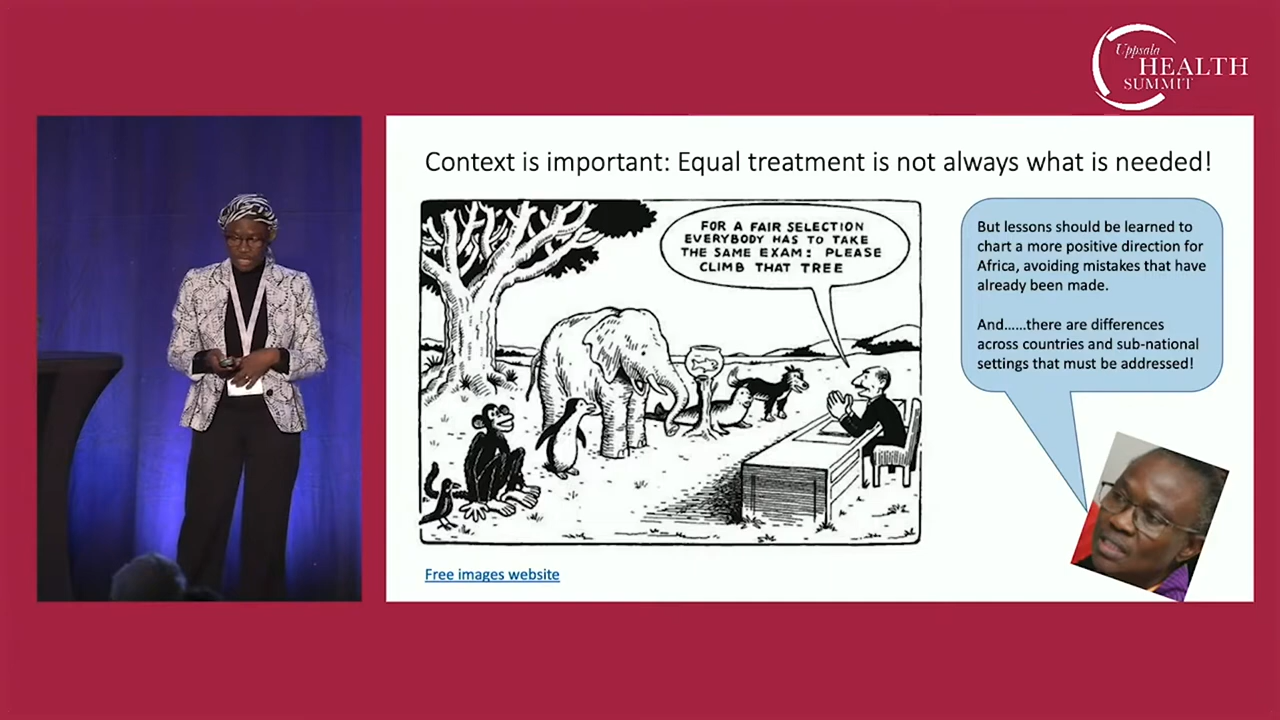 Uppsala
HEALTH
SUMMIT
Context is important: Equal treatment is not always what is needed!
FOR A FAIR SELECTION
EVERYBODY HAS TO TAKE
THE SAME EXAM: PLEASE
CLIMB THAT TREE
But lessons should be learned to
chart a more positive direction for
Africa, avoiding mistakes that have
already been made.
And......there are differences
across countries and sub-national
settings that must be addressed!
Free images website